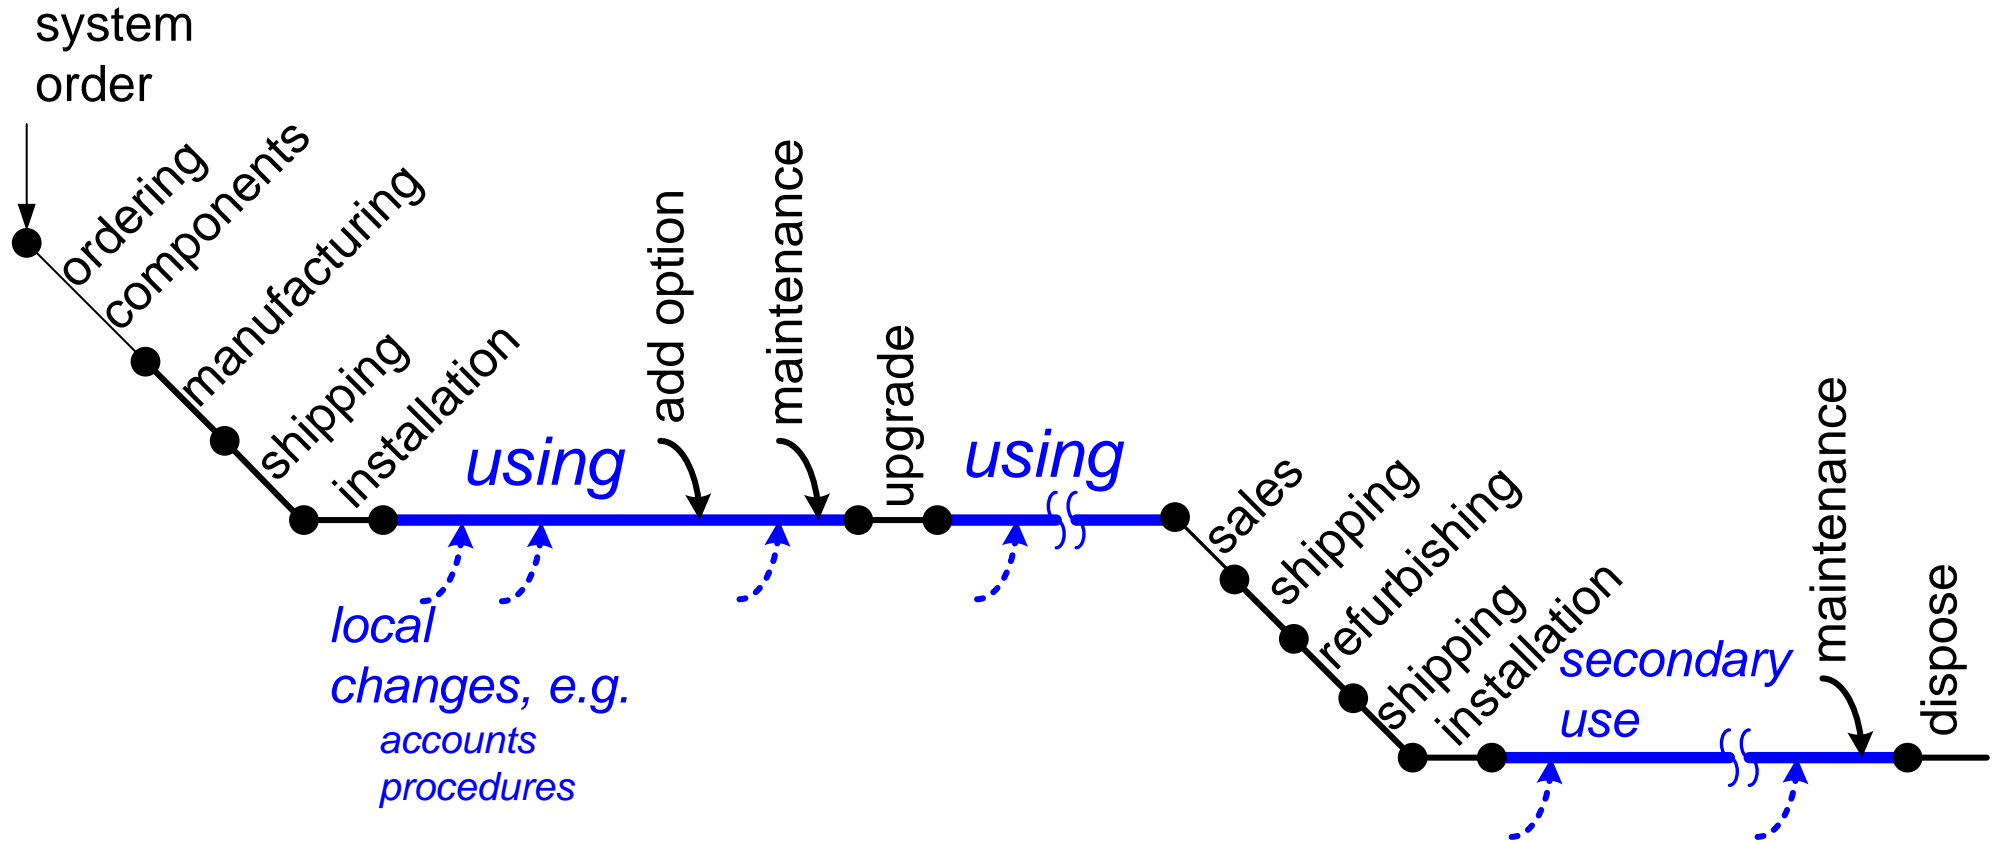 system
order
ordering
components
manufacturing
shipping
installation
using
add option
maintenance
upgrade
using
local
changes, e.g.
accounts
procedures
sales
shipping
refurbishing
shipping
installation
secondary
use
maintenance
dispose